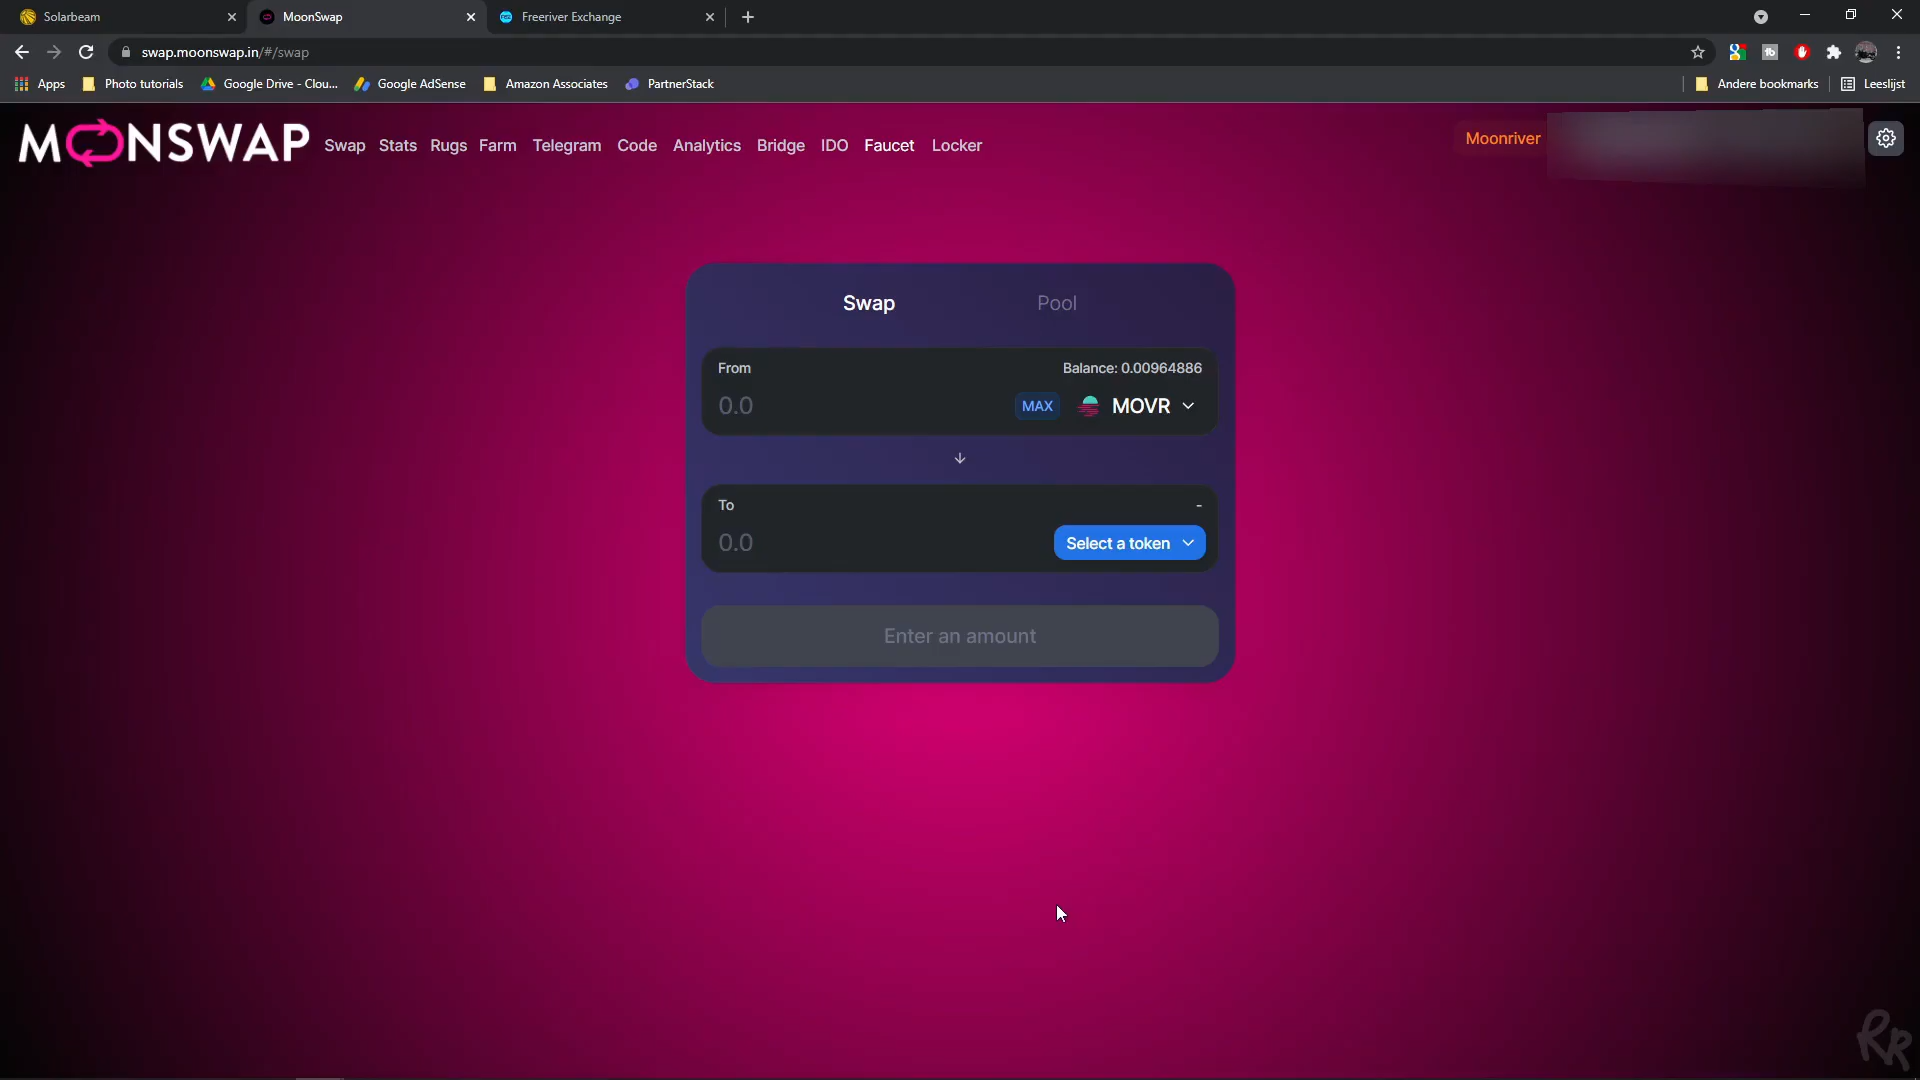 Solarbeam
MoonSwap
Freeriver Exchange
swap.moonswap.in/#/swap
Apps
Photo tutorials
Google Drive - Clou...
Google AdSense
Amazon Associates
PartnerStack
Andere bookmarks
Leeslijst
MOONSWAP
Swap
Stats
Rugs
Farm
Telegram
Code
Analytics
Bridge
IDO
Faucet
Locker
Moonriver
Swap
Pool
From
Balance: 0.00964886
0.0
MAX
MOVR
To
-
0.0
Select a token
Enter an amount
RR